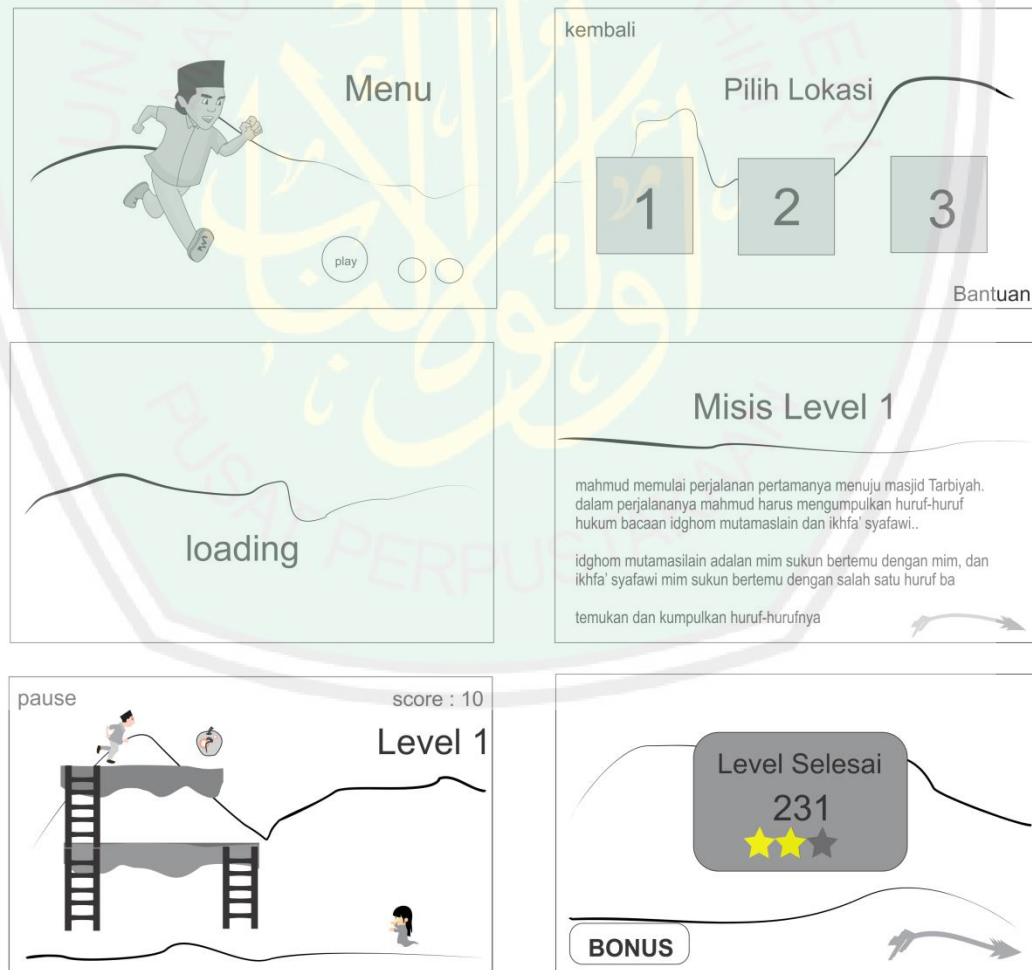 Menu
play
kembali
Pilih Lokasi
1
2
3
Bantuan
loading
Misis Level 1
mahmud memulai perjalanan pertamanya menuju masjid Tarbiyah.
dalam perjalananya mahmud harus mengumpulkan huruf-huruf
hukum bacaan idghom mutamaslain dan ikhfa' syafawi..
idghom mutamasilain adalan mim sukun bertemu dengan mim, dan
ikhfa' syafawi mim sukun bertemu dengan salah satu huruf ba
temukan dan kumpulkan huruf-hurufnya
pause
score : 10
Level 1
Level Selesai
231
BONUS
PUSAT PERPUSTAKAAN